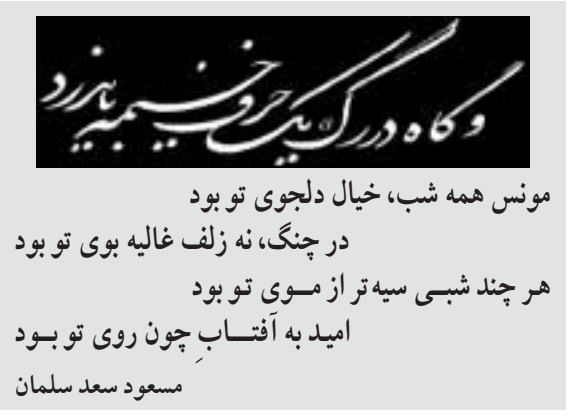 و گاه در رگ یک حرف خیمه باید زد
مونس همه شب، خیال دلجوی تو بود
در چنگ، نه زلف غالیه بوی تو بود
هر چند شبی سیه‌تر از موی تو بود
امید به آفتابِ چون روی تو بود
مسعود سعد سلمان